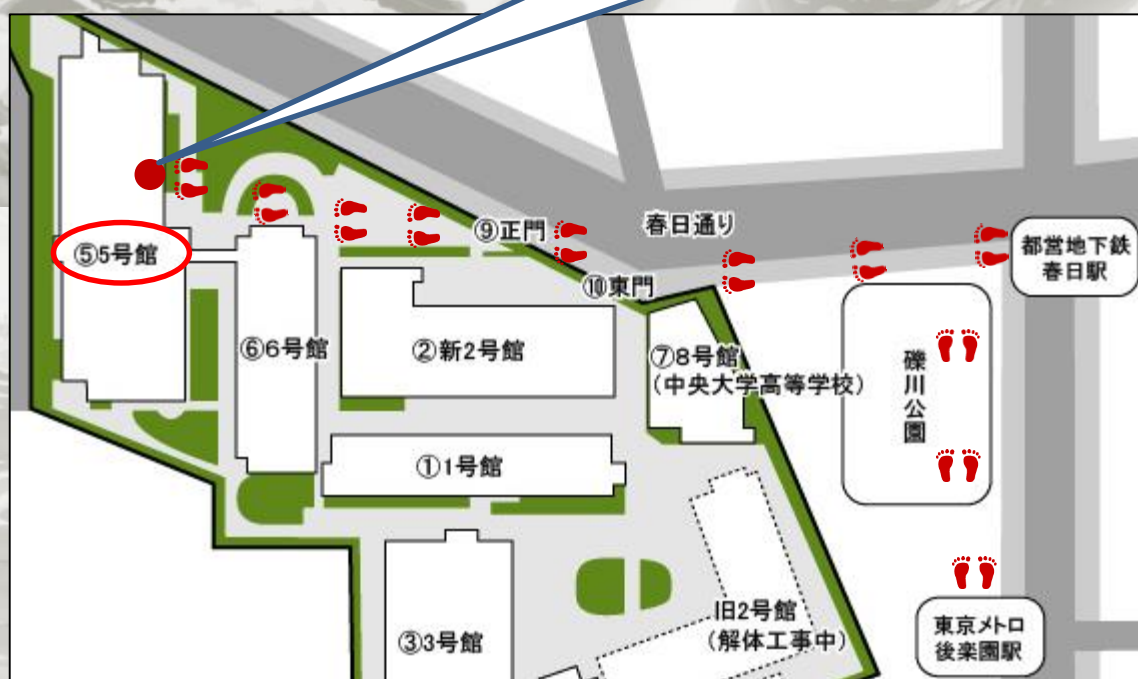 春日通り
⑨正門
都営地下鉄
春日駅
⑤5号館
⑩東門
⑥6号館
②新2号館
⑦8号館
(中央大学高等学校)
礫川公園
①1号館
旧2号館
(解体工事中)
③3号館
東京メトロ
後楽園駅